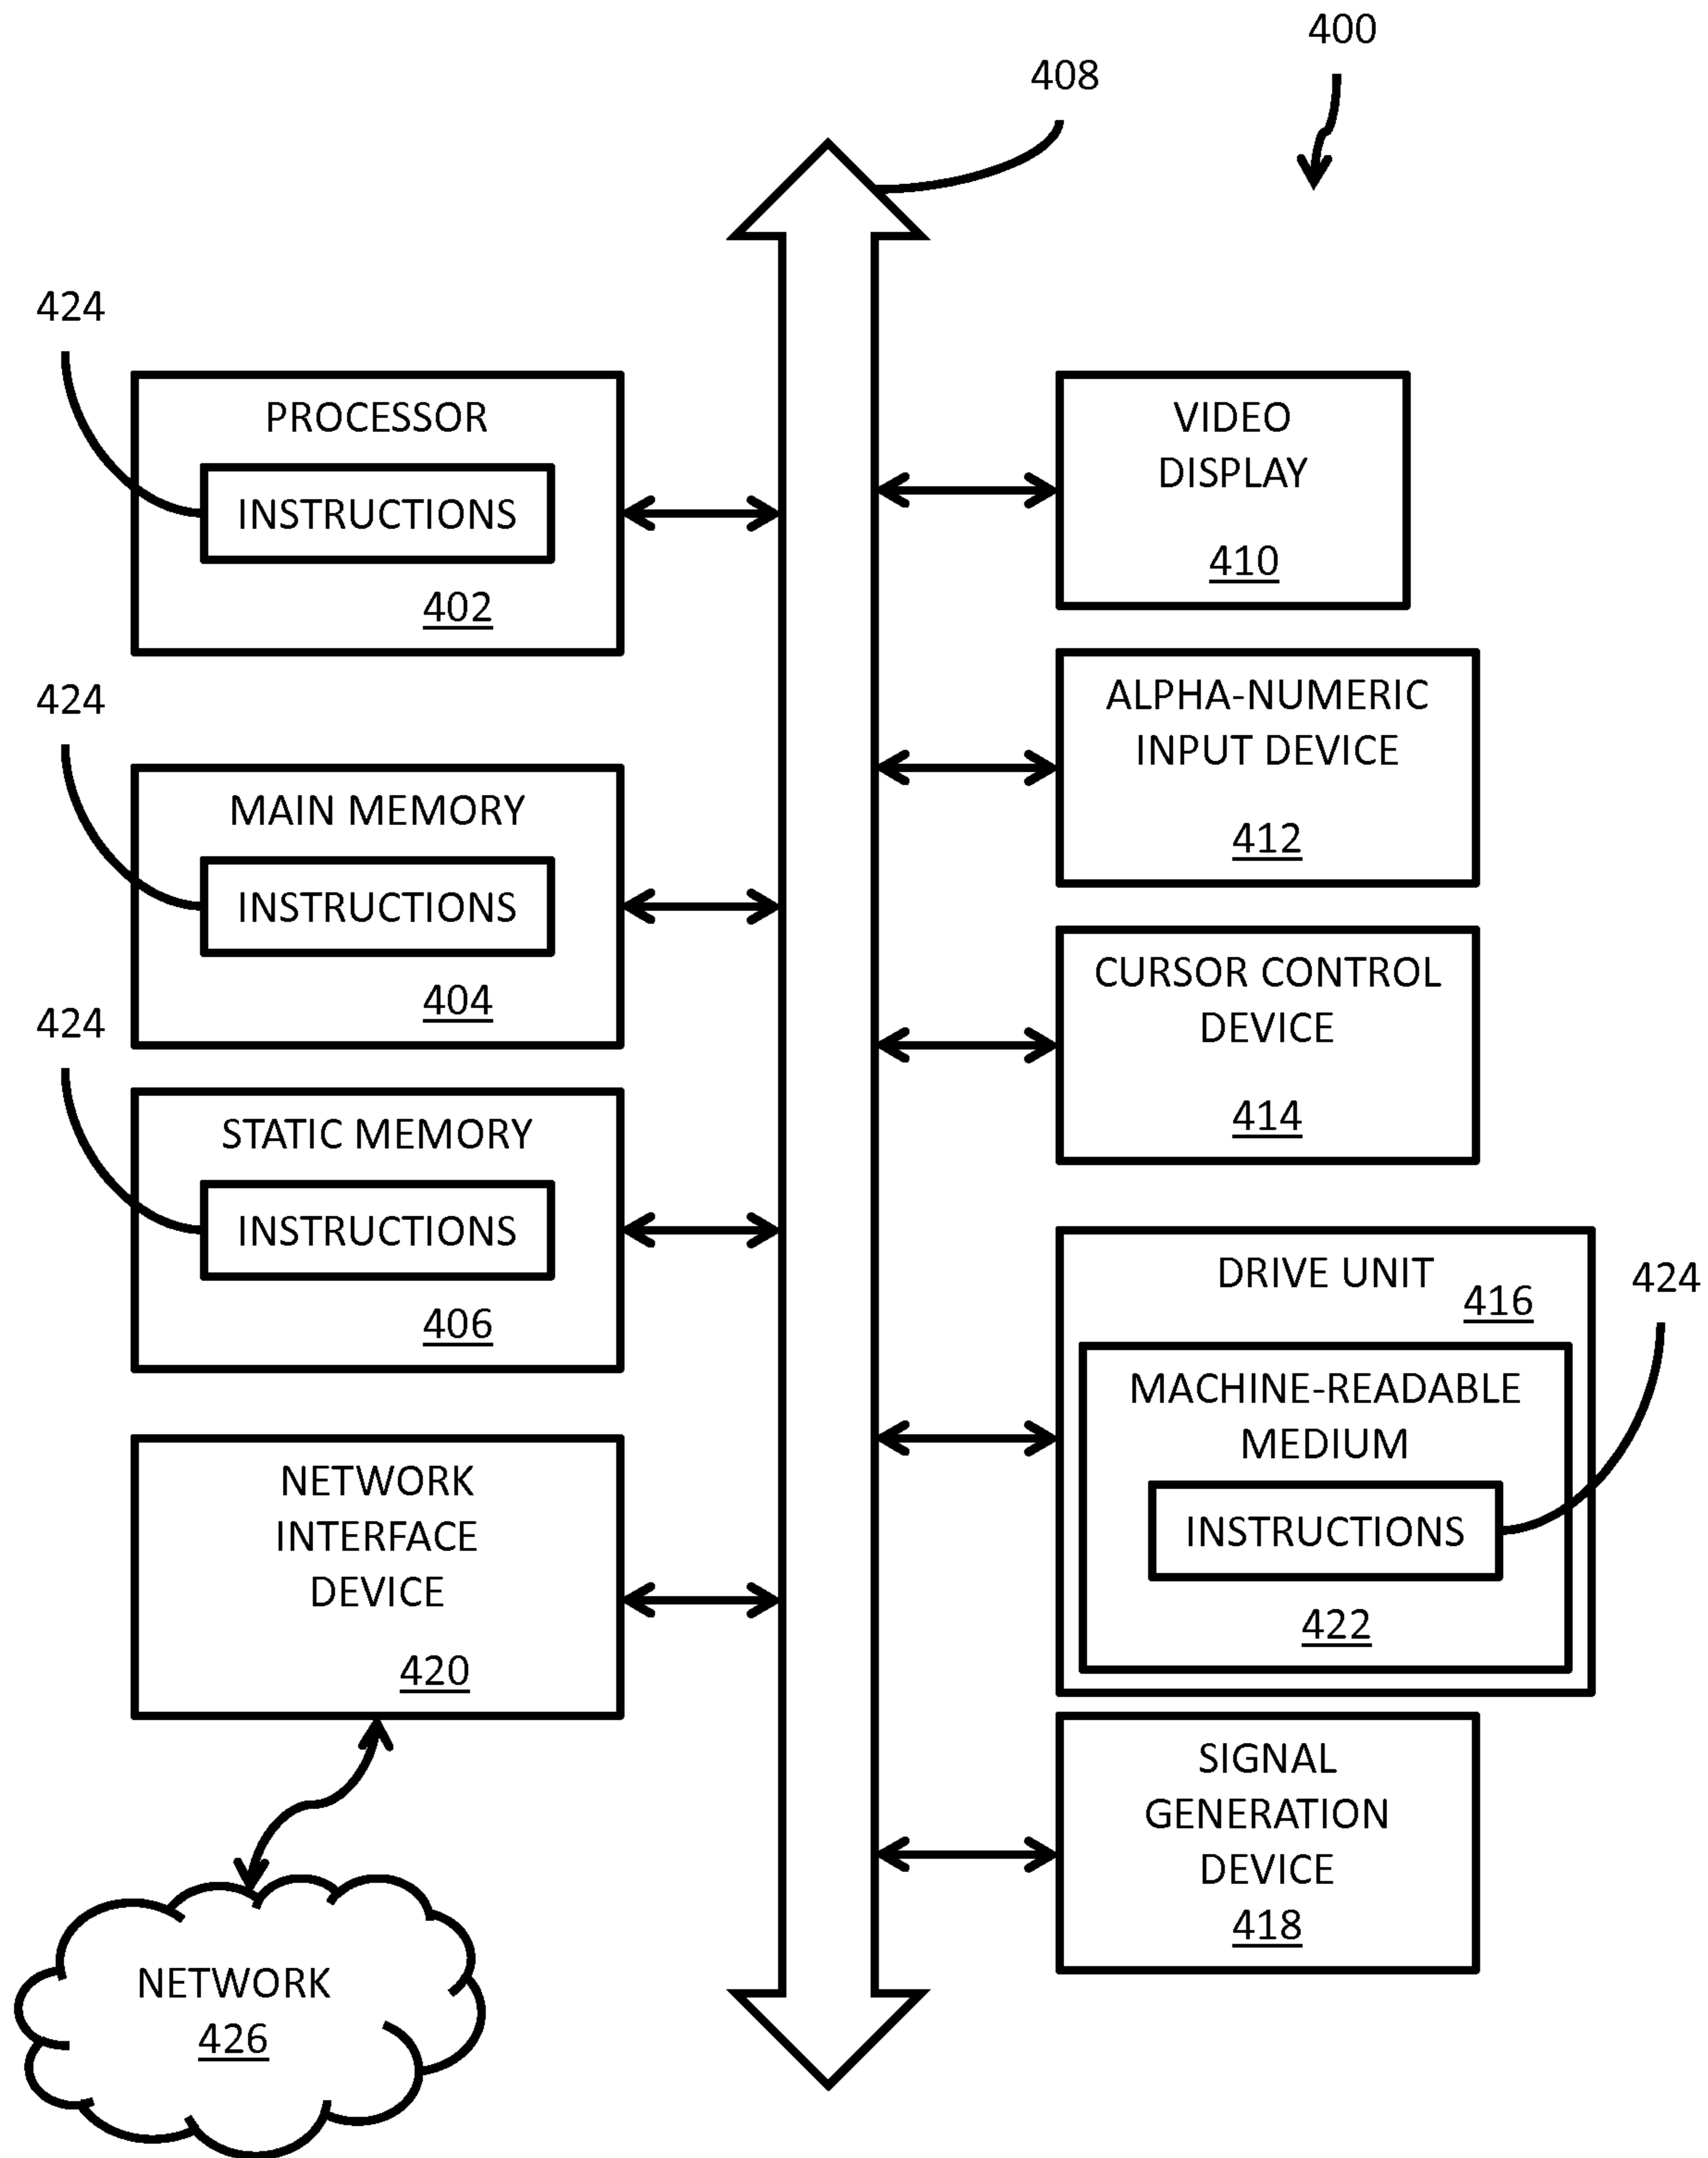 400
408
424
PROCESSOR
INSTRUCTIONS
402
424
MAIN MEMORY
INSTRUCTIONS
404
424
STATIC MEMORY
INSTRUCTIONS
406
NETWORK
INTERFACE
DEVICE
420
NETWORK
426
VIDEO
DISPLAY
410
ALPHA-NUMERIC
INPUT DEVICE
412
CURSOR CONTROL
DEVICE
414
DRIVE UNIT
416
424
MACHINE-READABLE
MEDIUM
INSTRUCTIONS
422
SIGNAL
GENERATION
DEVICE
418